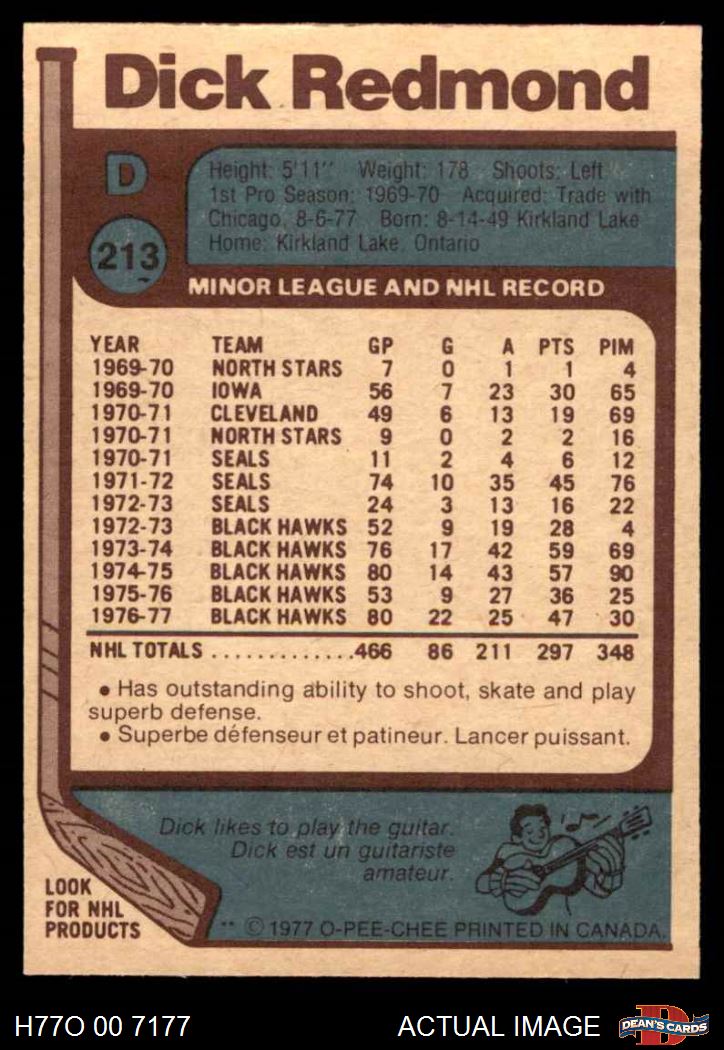 Dick Redmond
D
213
Height: 5'11" Weight: 178 Shoots: Left
1st Pro Season: 1969-70 Acquired: Trade with
Chicago, 8-6-77 Born: 8-14-49 Kirkland Lake
Home: Kirkland Lake, Ontario
MINOR LEAGUE AND NHL RECORD
YEAR TEAM GP G A PTS PIM
1969-70 NORTH STARS 7 0 1 1 4
1969-70 IOWA 56 7 23 30 65
1970-71 CLEVELAND 49 6 13 19 69
1970-71 NORTH STARS 9 0 2 2 16
1970-71 SEALS 11 2 4 6 12
1971-72 SEALS 74 10 35 45 76
1972-73 SEALS 24 3 13 16 22
1972-73 BLACK HAWKS 52 9 19 28 4
1973-74 BLACK HAWKS 76 17 42 59 69
1974-75 BLACK HAWKS 80 14 43 57 90
1975-76 BLACK HAWKS 53 9 27 36 25
1976-77 BLACK HAWKS 80 22 25 47 30
NHL TOTALS .............466 86 211 297 348
• Has outstanding ability to shoot, skate and play
superb defense.
• Superbe défenseur et patineur. Lancer puissant.
Dick likes to play the guitar.
Dick est un guitariste
amateur.
LOOK
FOR NHL
PRODUCTS
** © 1977 O-PEE-CHEE PRINTED IN CANADA.
H77O 00 7177 ACTUAL IMAGE
D
DEAN'S CARDS